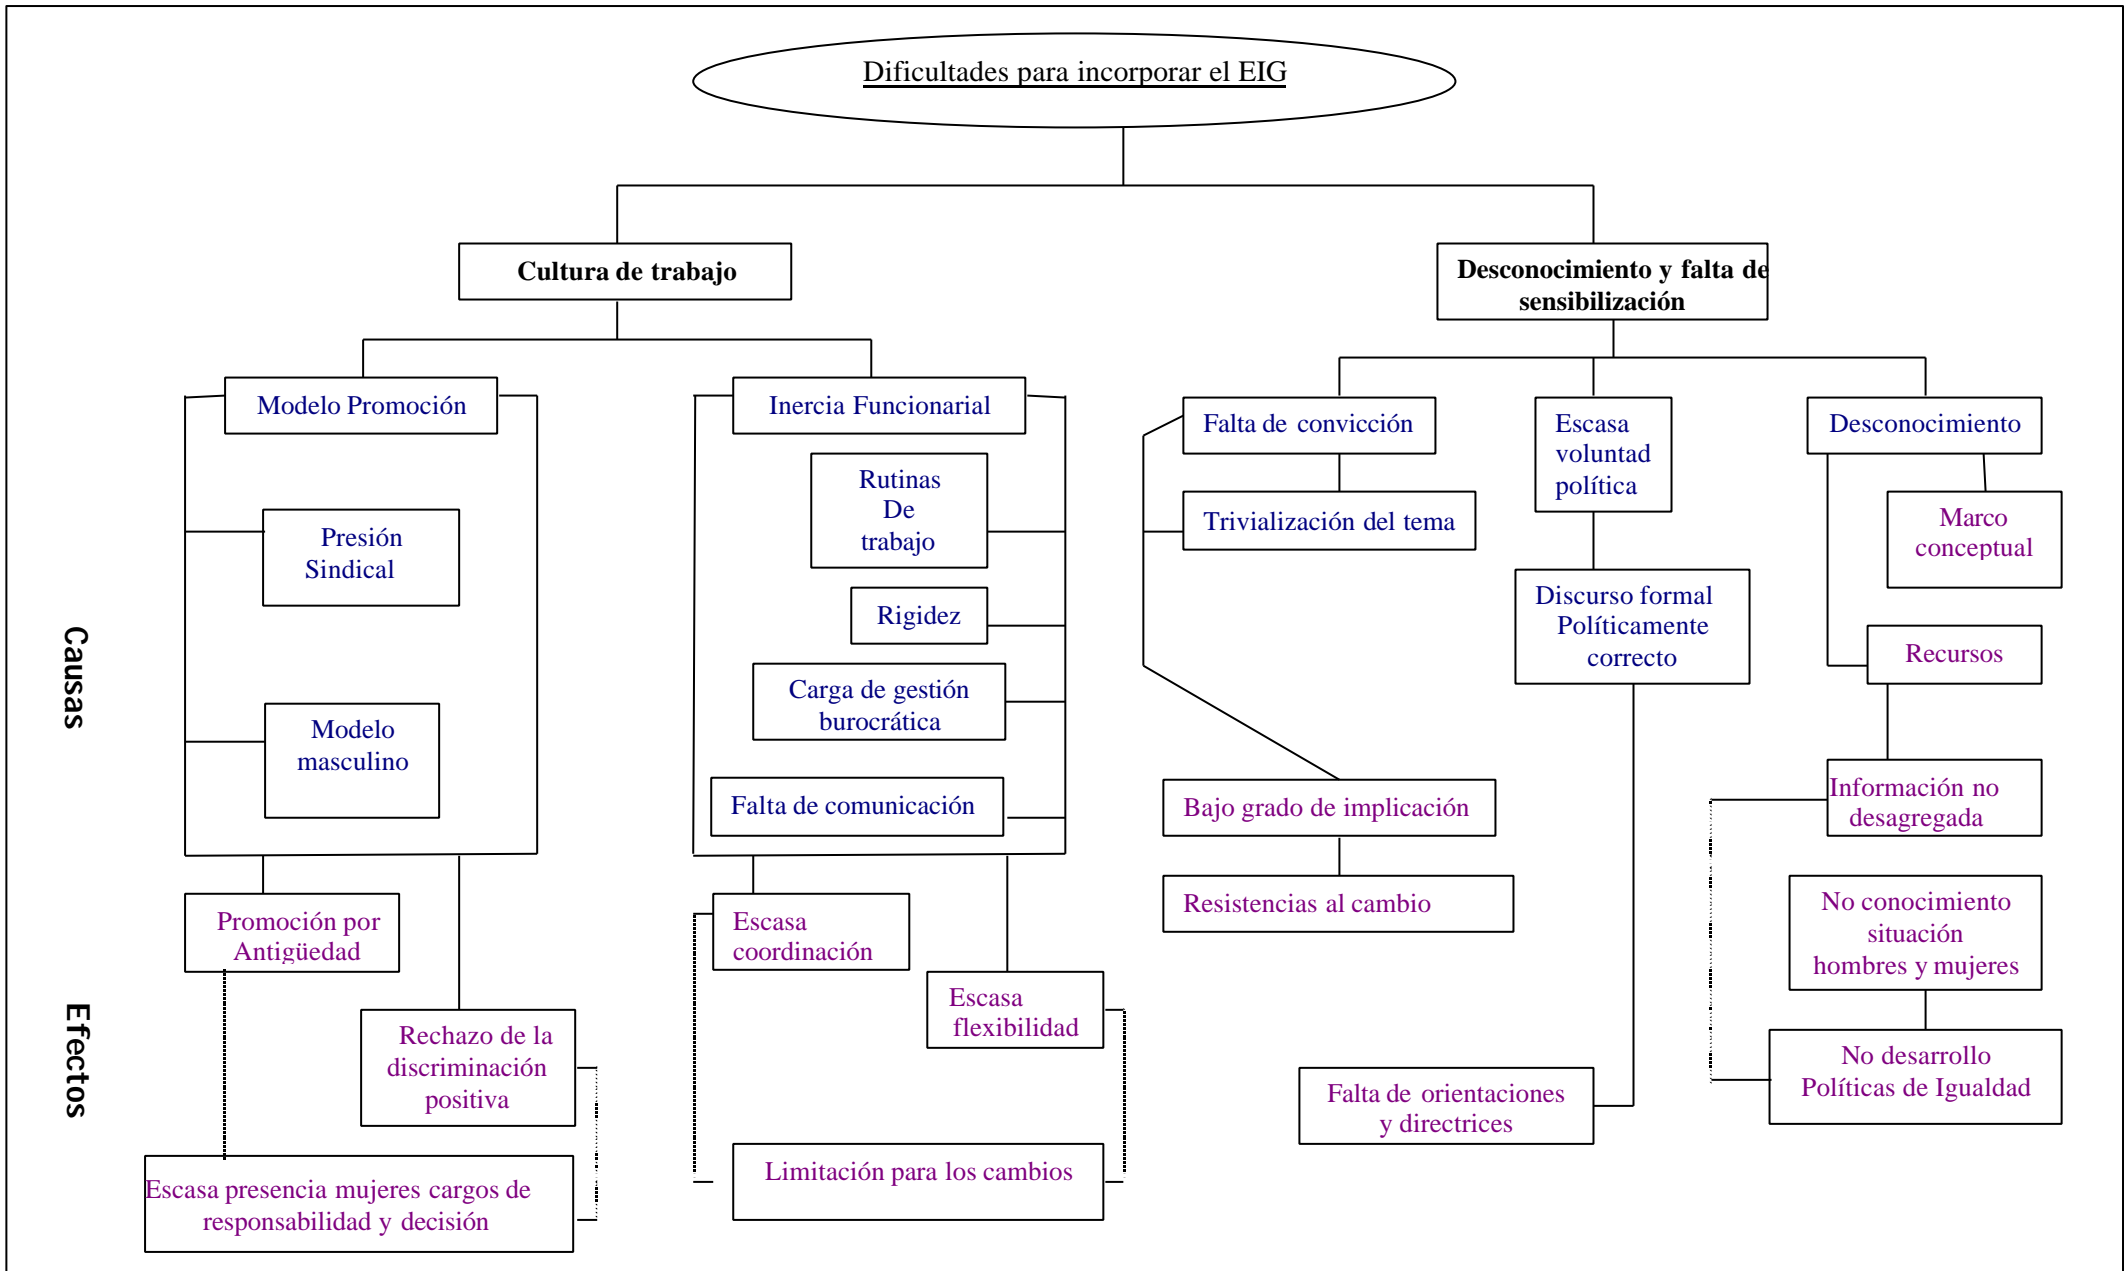 Dificultades para incorporar el EIG
Cultura de trabajo
Desconocimiento y falta de
sensibilización
Modelo Promoción
Inercia Funcionarial
Falta de convicción
Escasa
voluntad
política
Desconocimiento
Rutinas
De
trabajo
Trivialización del tema
Marco
conceptual
Presión
Sindical
Rigidez
Discurso formal
Políticamente
correcto
Recursos
Causas
Carga de gestión
burocrática
Modelo
masculino
Falta de comunicación
Bajo grado de implicación
Información no
desagregada
Promoción por
Antigüedad
Escasa
coordinación
Resistencias al cambio
No conocimiento
situación
hombres y mujeres
Efectos
Rechazo de la
discriminación
positiva
Escasa
flexibilidad
Falta de orientaciones
y directrices
No desarrollo
Políticas de Igualdad
Escasa presencia mujeres cargos de
responsabilidad y decisión
Limitación para los cambios